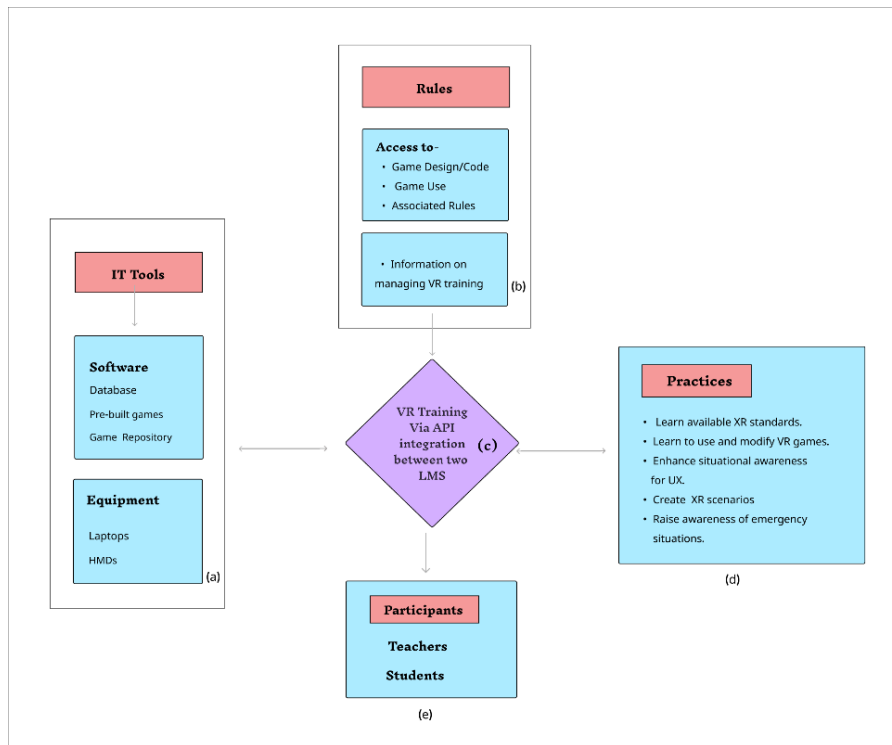 Rules
Access to-
• Game Design/Code
• Game Use
• Associated Rules
• Information on
managing VR training
(b)
IT Tools
Software
Database
Pre-built games
Game Repository
Equipment
Laptops
HMDs
(a)
VR Training
Via API
integration
between two
LMS
(c)
Practices
• Learn available XR standards.
• Learn to use and modify VR games.
• Enhance situational awareness
for UX.
• Create XR scenarios
• Raise awareness of emergency
situations.
(d)
Participants
Teachers
Students
(e)